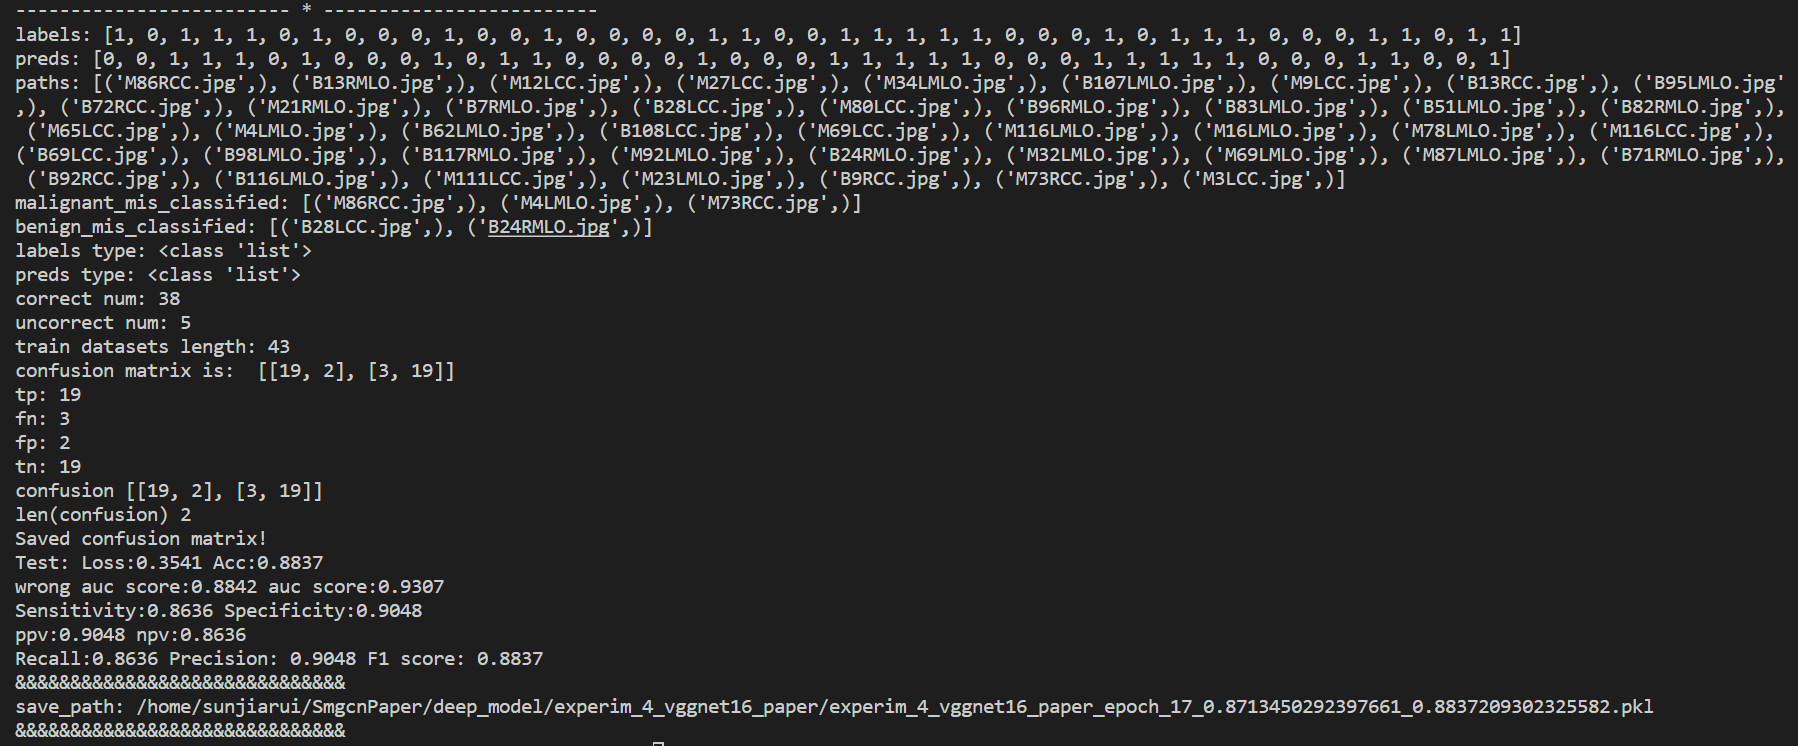 ------------------------- * -------------------------
labels: [1, 0, 1, 1, 1, 0, 1, 0, 0, 0, 1, 0, 0, 1, 0, 0, 0, 0, 1, 1, 0, 0, 1, 1, 1, 1, 1, 0, 0, 0, 1, 0, 1, 1, 1, 0, 0, 0, 1, 1, 0, 1, 1]
preds: [0, 0, 1, 1, 1, 0, 1, 0, 0, 0, 1, 0, 1, 1, 0, 0, 0, 0, 1, 0, 0, 0, 1, 1, 1, 1, 1, 0, 0, 0, 1, 1, 1, 1, 1, 0, 0, 0, 1, 1, 0, 0, 1]
paths: [('M86RCC.jpg',), ('B13RMLO.jpg',), ('M12LCC.jpg',), ('M27LCC.jpg',), ('M34LMLO.jpg',), ('B107LMLO.jpg',), ('M9LCC.jpg',), ('B13RCC.jpg',), ('B95LMLO.jpg'
,), ('B72RCC.jpg',), ('M21RMLO.jpg',), ('B7RMLO.jpg',), ('B28LCC.jpg',), ('M80LCC.jpg',), ('B96RMLO.jpg',), ('B83LMLO.jpg',), ('B51LMLO.jpg',), ('B82RMLO.jpg',),
('M65LCC.jpg',), ('M4LMLO.jpg',), ('B62LMLO.jpg',), ('B108LCC.jpg',), ('M69LCC.jpg',), ('M116LMLO.jpg',), ('M16LMLO.jpg',), ('M78LMLO.jpg',), ('M116LCC.jpg',),
('B69LCC.jpg',), ('B98LMLO.jpg',), ('B117RMLO.jpg',), ('M92LMLO.jpg',), ('B24RMLO.jpg',), ('M32LMLO.jpg',), ('M69LMLO.jpg',), ('M87LMLO.jpg',), ('B71RMLO.jpg',),
('B92RCC.jpg',), ('B116LMLO.jpg',), ('M111LCC.jpg',), ('M23LMLO.jpg',), ('B9RCC.jpg',), ('M73RCC.jpg',), ('M3LCC.jpg',)]
malignant_mis_classified: [('M86RCC.jpg',), ('M4LMLO.jpg',), ('M73RCC.jpg',)]
benign_mis_classified: [('B28LCC.jpg',), ('B24RMLO.jpg',)]
labels type: <class 'list'>
preds type: <class 'list'>
correct num: 38
uncorrect num: 5
train datasets length: 43
confusion matrix is:  [[19, 2], [3, 19]]
tp: 19
fn: 3
fp: 2
tn: 19
confusion [[19, 2], [3, 19]]
len(confusion) 2
Saved confusion matrix!
Test: Loss:0.3541 Acc:0.8837
wrong auc score:0.8842 auc score:0.9307
Sensitivity:0.8636 Specificity:0.9048
ppv:0.9048 npv:0.8636
Recall:0.8636 Precision: 0.9048 F1 score: 0.8837
&&&&&&&&&&&&&&&&&&&&&&&&&&&&&&
save_path: /home/sunjiarui/SmgcnPaper/deep_model/experim_4_vggnet16_paper/experim_4_vggnet16_paper_epoch_17_0.8713450292397661_0.8837209302325582.pkl
&&&&&&&&&&&&&&&&&&&&&&&&&&&&&&